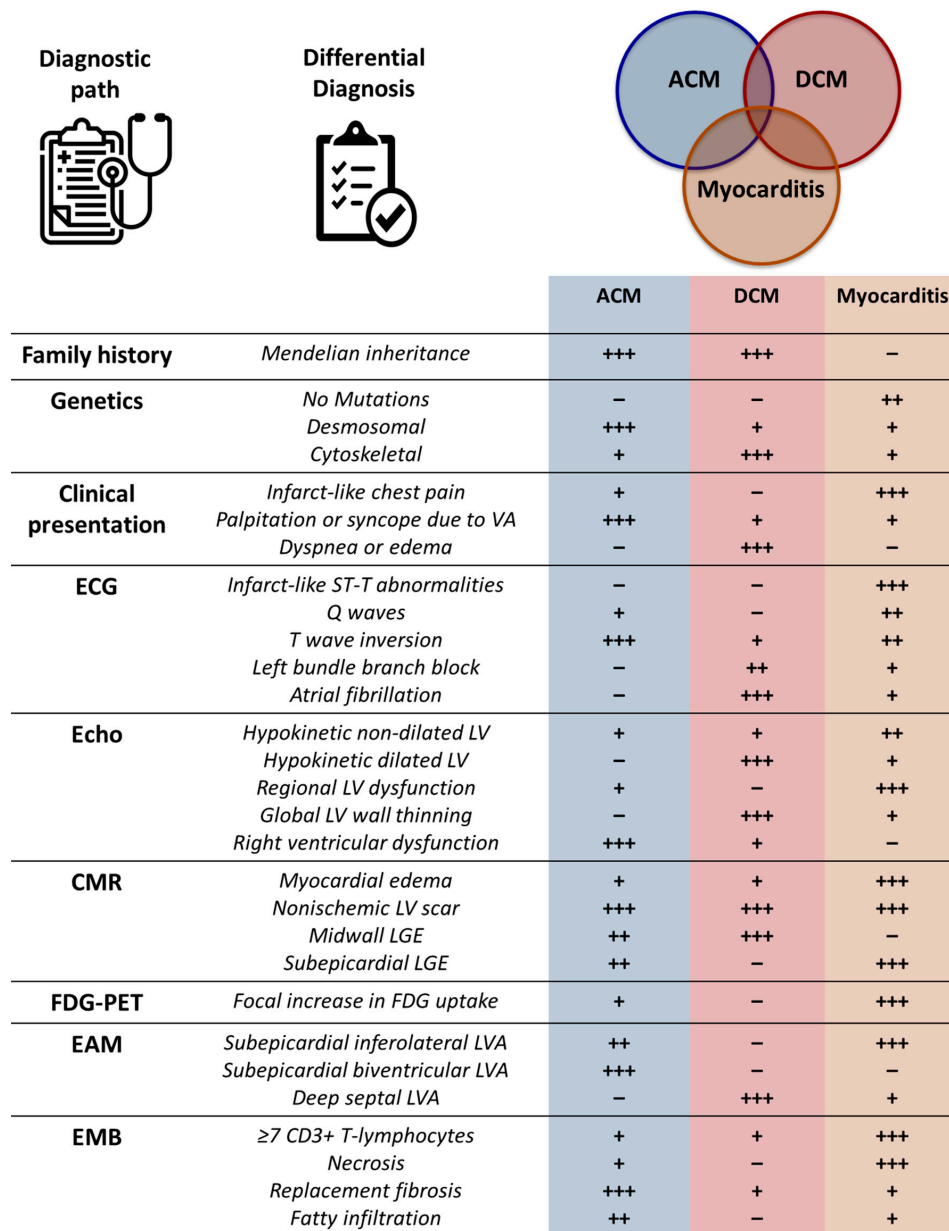 Diagnostic path
Differential Diagnosis
ACM DCM
Myocarditis
ACM DCM Myocarditis
Family history Mendelian inheritance +++ +++ –
Genetics No Mutations – – ++
Desmosomal +++ + +
Cytoskeletal + +++ +
Clinical presentation Infarct-like chest pain + – +++
Palpitation or syncope due to VA +++ + +
Dyspnea or edema – +++ –
ECG Infarct-like ST-T abnormalities – – +++
Q waves + – ++
T wave inversion +++ + ++
Left bundle branch block – ++ +
Atrial fibrillation – +++ +
Echo Hypokinetic non-dilated LV + + ++
Hypokinetic dilated LV – +++ +
Regional LV dysfunction + – +++
Global LV wall thinning – +++ +
Right ventricular dysfunction +++ + –
CMR Myocardial edema + + +++
Nonischemic LV scar +++ +++ +++
Midwall LGE ++ +++ –
Subepicardial LGE ++ – +++
FDG-PET Focal increase in FDG uptake + – +++
EAM Subepicardial inferolateral LVA ++ – +++
Subepicardial biventricular LVA +++ – –
Deep septal LVA – +++ +
EMB ≥7 CD3+ T-lymphocytes + + +++
Necrosis + – +++
Replacement fibrosis +++ + +
Fatty infiltration ++ – +